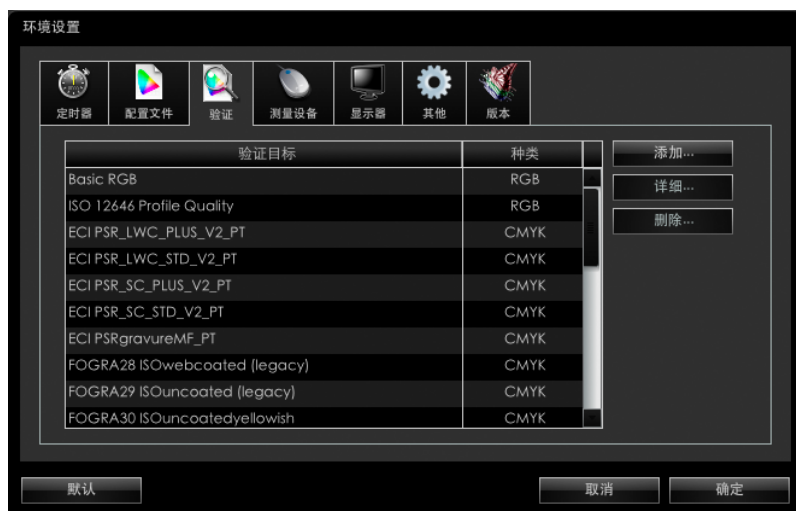 环境设置
定时器 配置文件 验证 测量设备 显示器 其他 版本
验证目标 种类
Basic RGB RGB
ISO 12646 Profile Quality RGB
ECI PSR_LWC_PLUS_V2_PT CMYK
ECI PSR_LWC_STD_V2_PT CMYK
ECI PSR_SC_PLUS_V2_PT CMYK
ECI PSR_SC_STD_V2_PT CMYK
ECI PSRgravureMF_PT CMYK
FOGRA28 ISOwebcoated (legacy) CMYK
FOGRA29 ISOuncoated (legacy) CMYK
FOGRA30 ISOuncoatedyellowish CMYK
添加...
详细...
删除...
默认 取消 确定